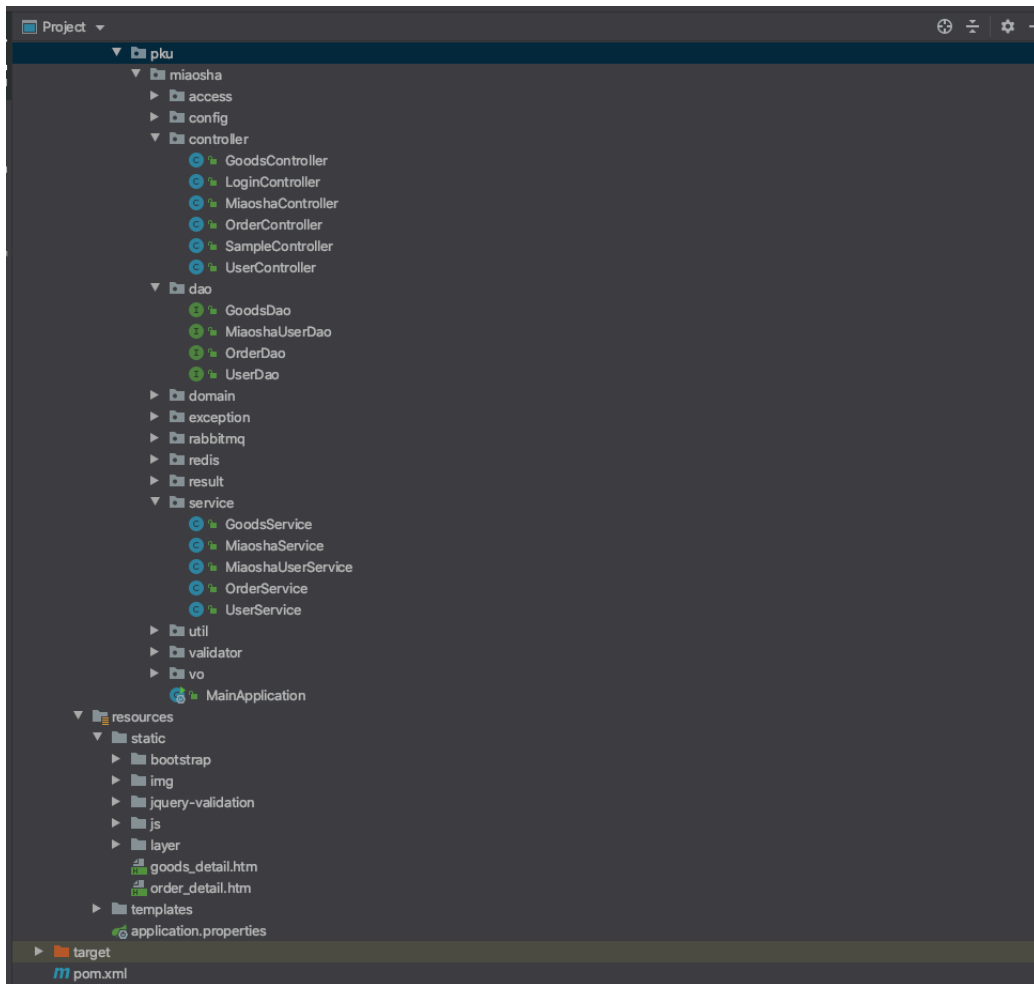 Project
pku
miaosha
access
config
controller
GoodsController
LoginController
MiaoshaController
OrderController
SampleController
UserController
dao
GoodsDao
MiaoshaUserDao
OrderDao
UserDao
domain
exception
rabbitmq
redis
result
service
GoodsService
MiaoshaService
MiaoshaUserService
OrderService
UserService
util
validator
vo
MainApplication
resources
static
bootstrap
img
jquery-validation
js
layer
goods_detail.htm
order_detail.htm
templates
application.properties
target
pom.xml